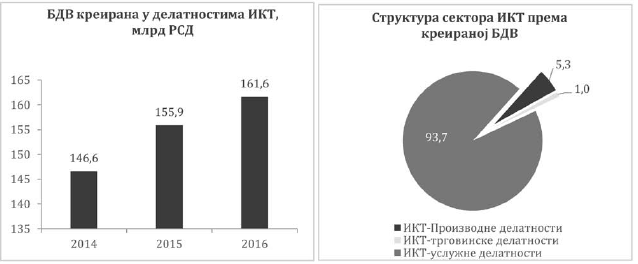 БДВ креирана у делатностима ИКТ,
млрд РСД
165
160
155
150
145
140
135
146,6
155,9
161,6
2014
2015
2016
Структура сектора ИКТ према
креираној БДВ
5,3
1,0
93,7
ИКТ-Производне делатности
ИКТ-трговинске делатности
ИКТ-услужне делатности